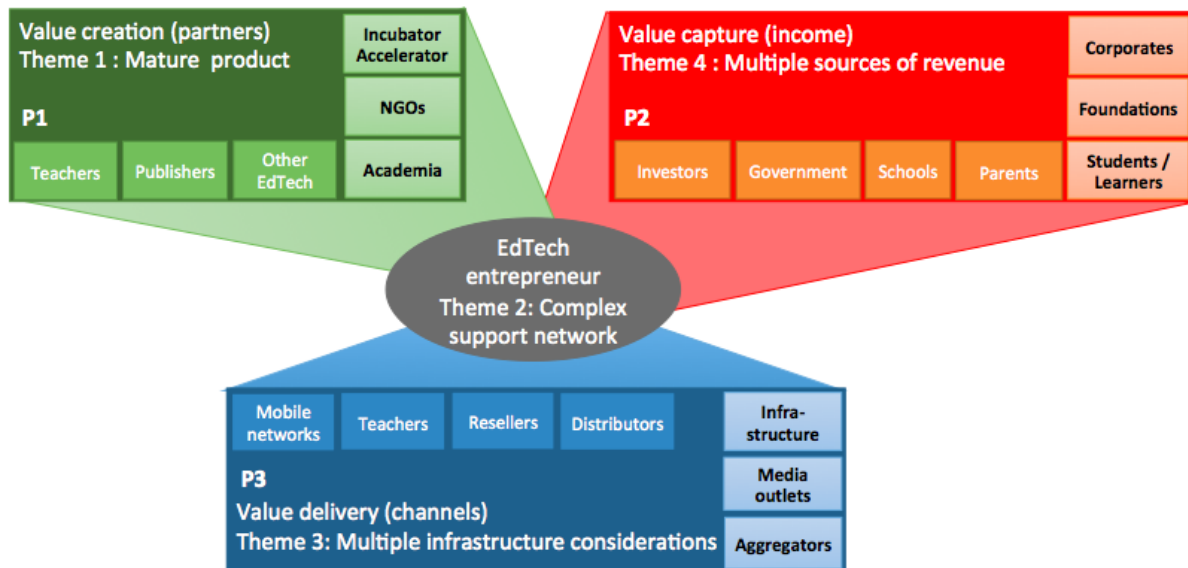 Value creation (partners)
Theme 1 : Mature  product
P1
Incubator
Accelerator
NGOs
Academia
Teachers
Publishers
Other
EdTech
Value capture (income)
Theme 4 : Multiple sources of revenue
P2
Corporates
Foundations
Students /
Learners
Investors
Government
Schools
Parents
EdTech
entrepreneur
Theme 2: Complex
support network
Mobile
networks
Teachers
Resellers
Distributors
Infra-
structure
Media
outlets
Aggregators
P3
Value delivery (channels)
Theme 3: Multiple infrastructure considerations